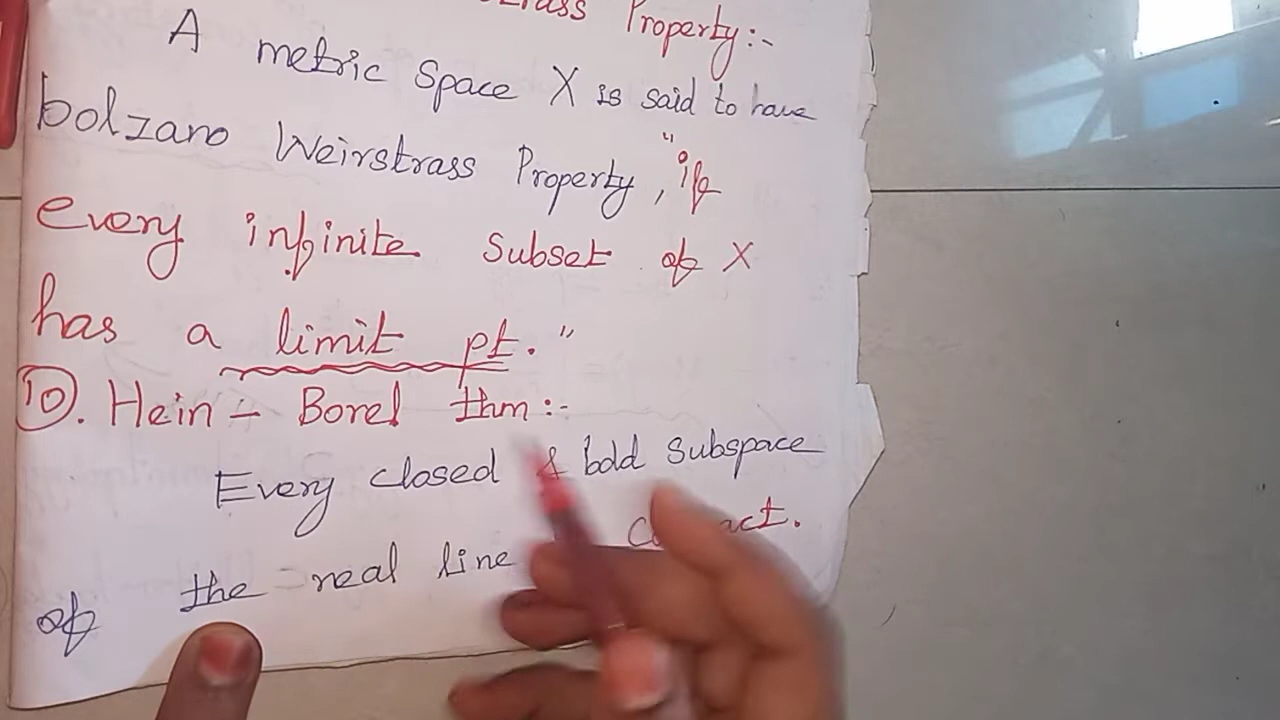 Property:-
A metric Space X is said to have
bolzano Weirstrass Property, "if
every infinite Subset of X
has a limit pt."
10. Hein - Borel thm:-
Every closed & bdd Subspace
of the real line